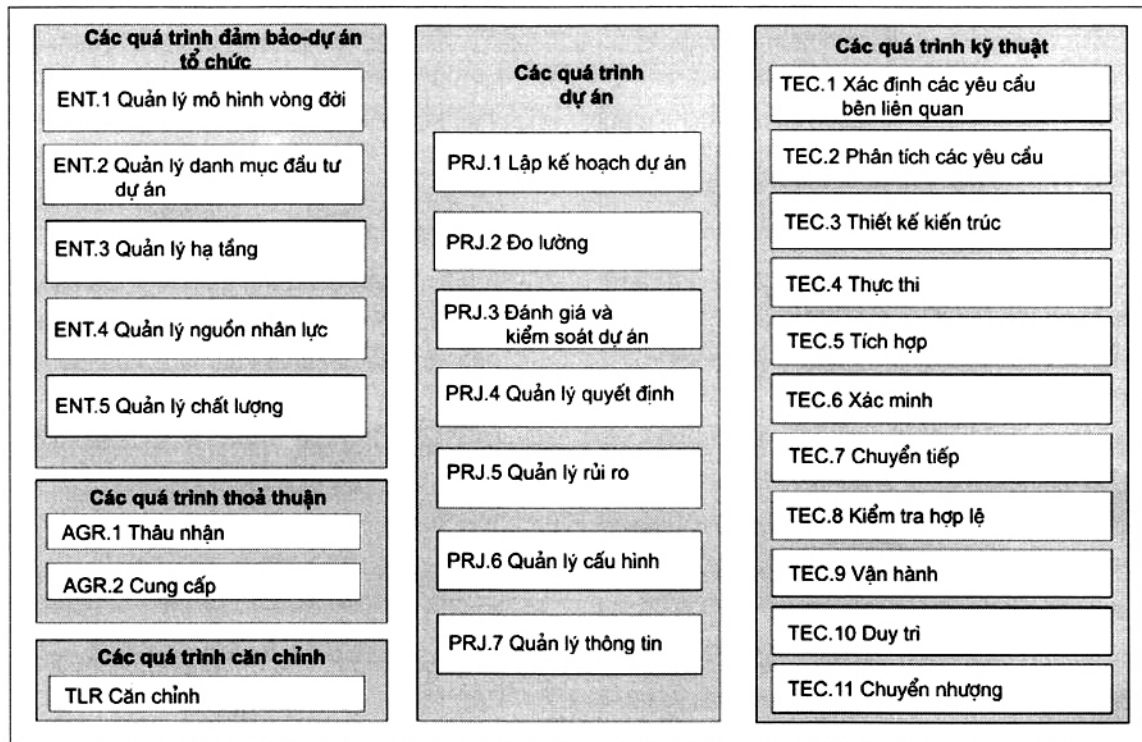 Các quá trình đảm bảo-dự án
tổ chức
ENT.1 Quản lý mô hình vòng đời
ENT.2 Quản lý danh mục đầu tư
dự án
ENT.3 Quản lý hạ tầng
ENT.4 Quản lý nguồn nhân lực
ENT.5 Quản lý chất lượng
Các quá trình thoả thuận
AGR.1 Thâu nhận
AGR.2 Cung cấp
Các quá trình căn chỉnh
TLR Căn chỉnh
Các quá trình
dự án
PRJ.1 Lập kế hoạch dự án
PRJ.2 Đo lường
PRJ.3 Đánh giá và
kiểm soát dự án
PRJ.4 Quản lý quyết định
PRJ.5 Quản lý rủi ro
PRJ.6 Quản lý cấu hình
PRJ.7 Quản lý thông tin
Các quá trình kỹ thuật
TEC.1 Xác định các yêu cầu
bên liên quan
TEC.2 Phân tích các yêu cầu
TEC.3 Thiết kế kiến trúc
TEC.4 Thực thi
TEC.5 Tích hợp
TEC.6 Xác minh
TEC.7 Chuyển tiếp
TEC.8 Kiểm tra hợp lệ
TEC.9 Vận hành
TEC.10 Duy trì
TEC.11 Chuyển nhượng